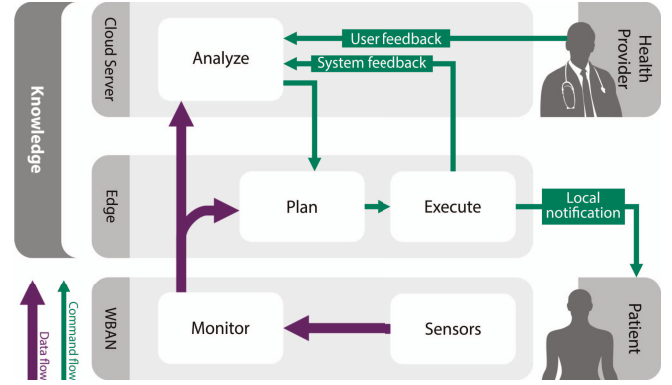 Knowledge
Cloud Server
Analyze
User feedback
System feedback
Health
Provider
Edge
Plan
Execute
Local
notification
WBAN
Monitor
Sensors
Patient
Data flow
Command flow